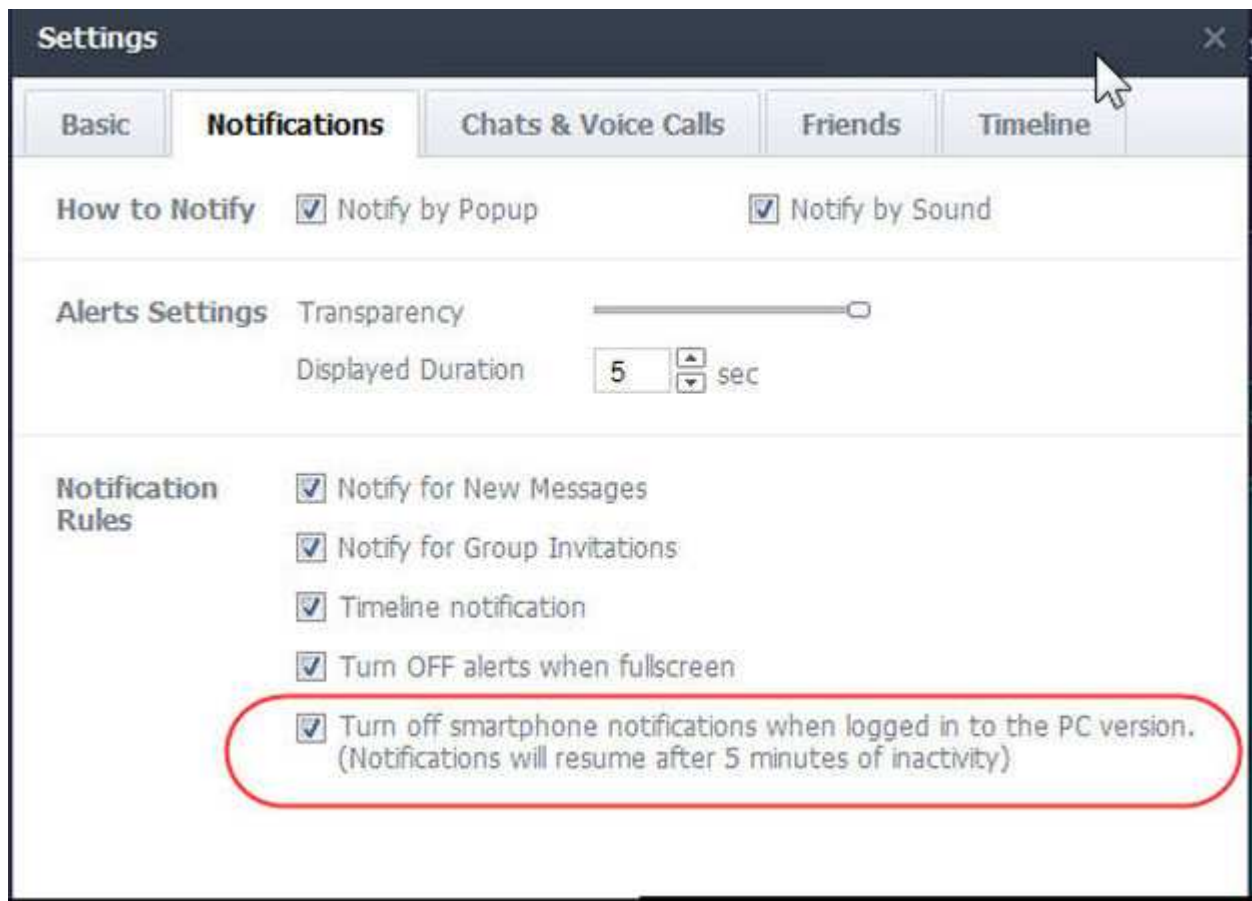 Settings
Basic Notifications Chats & Voice Calls Friends Timeline
How to Notify Notify by Popup Notify by Sound
Alerts Settings Transparency
Displayed Duration 5 sec
Notification Rules
Notify for New Messages
Notify for Group Invitations
Timeline notification
Turn OFF alerts when fullscreen
Turn off smartphone notifications when logged in to the PC version.
(Notifications will resume after 5 minutes of inactivity)